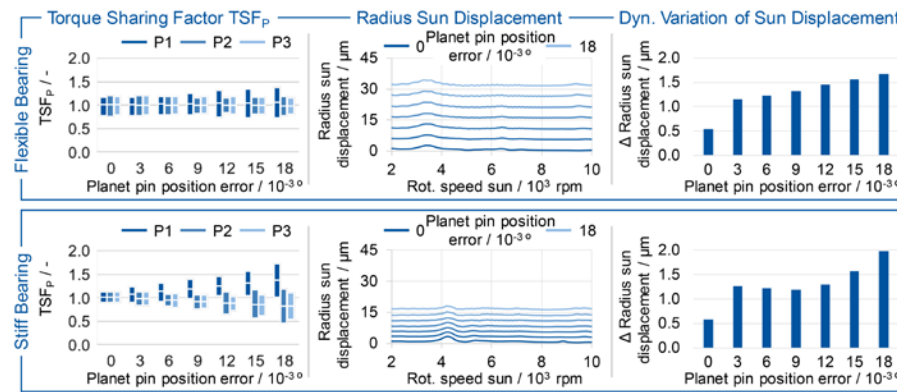 Torque Sharing Factor TSFP
Radius Sun Displacement
Dyn. Variation of Sun Displacement
Flexible Bearing
P1 P2 P3
TSFP / -
2.0
1.5
1.0
0.5
0.0
0 3 6 9 12 15 18
Planet pin position error / 10-3 º
Planet pin position
0 error / 10-3 º 18
Radius sun
displacement / µm
45
30
15
0
2 4 6 8 10
Rot. speed sun / 10³ rpm
Δ Radius sun
displacement / µm
2.0
1.5
1.0
0.5
0.0
0 3 6 9 12 15 18
Planet pin position error / 10-3 º
Stiff Bearing
P1 P2 P3
TSFP / -
2.0
1.5
1.0
0.5
0.0
0 3 6 9 12 15 18
Planet pin position error / 10-3 º
Planet pin position
0 error / 10-3 º 18
Radius sun
displacement / µm
45
30
15
0
2 4 6 8 10
Rot. speed sun / 10³ rpm
Δ Radius sun
displacement / µm
2.0
1.5
1.0
0.5
0.0
0 3 6 9 12 15 18
Planet pin position error / 10-3 º